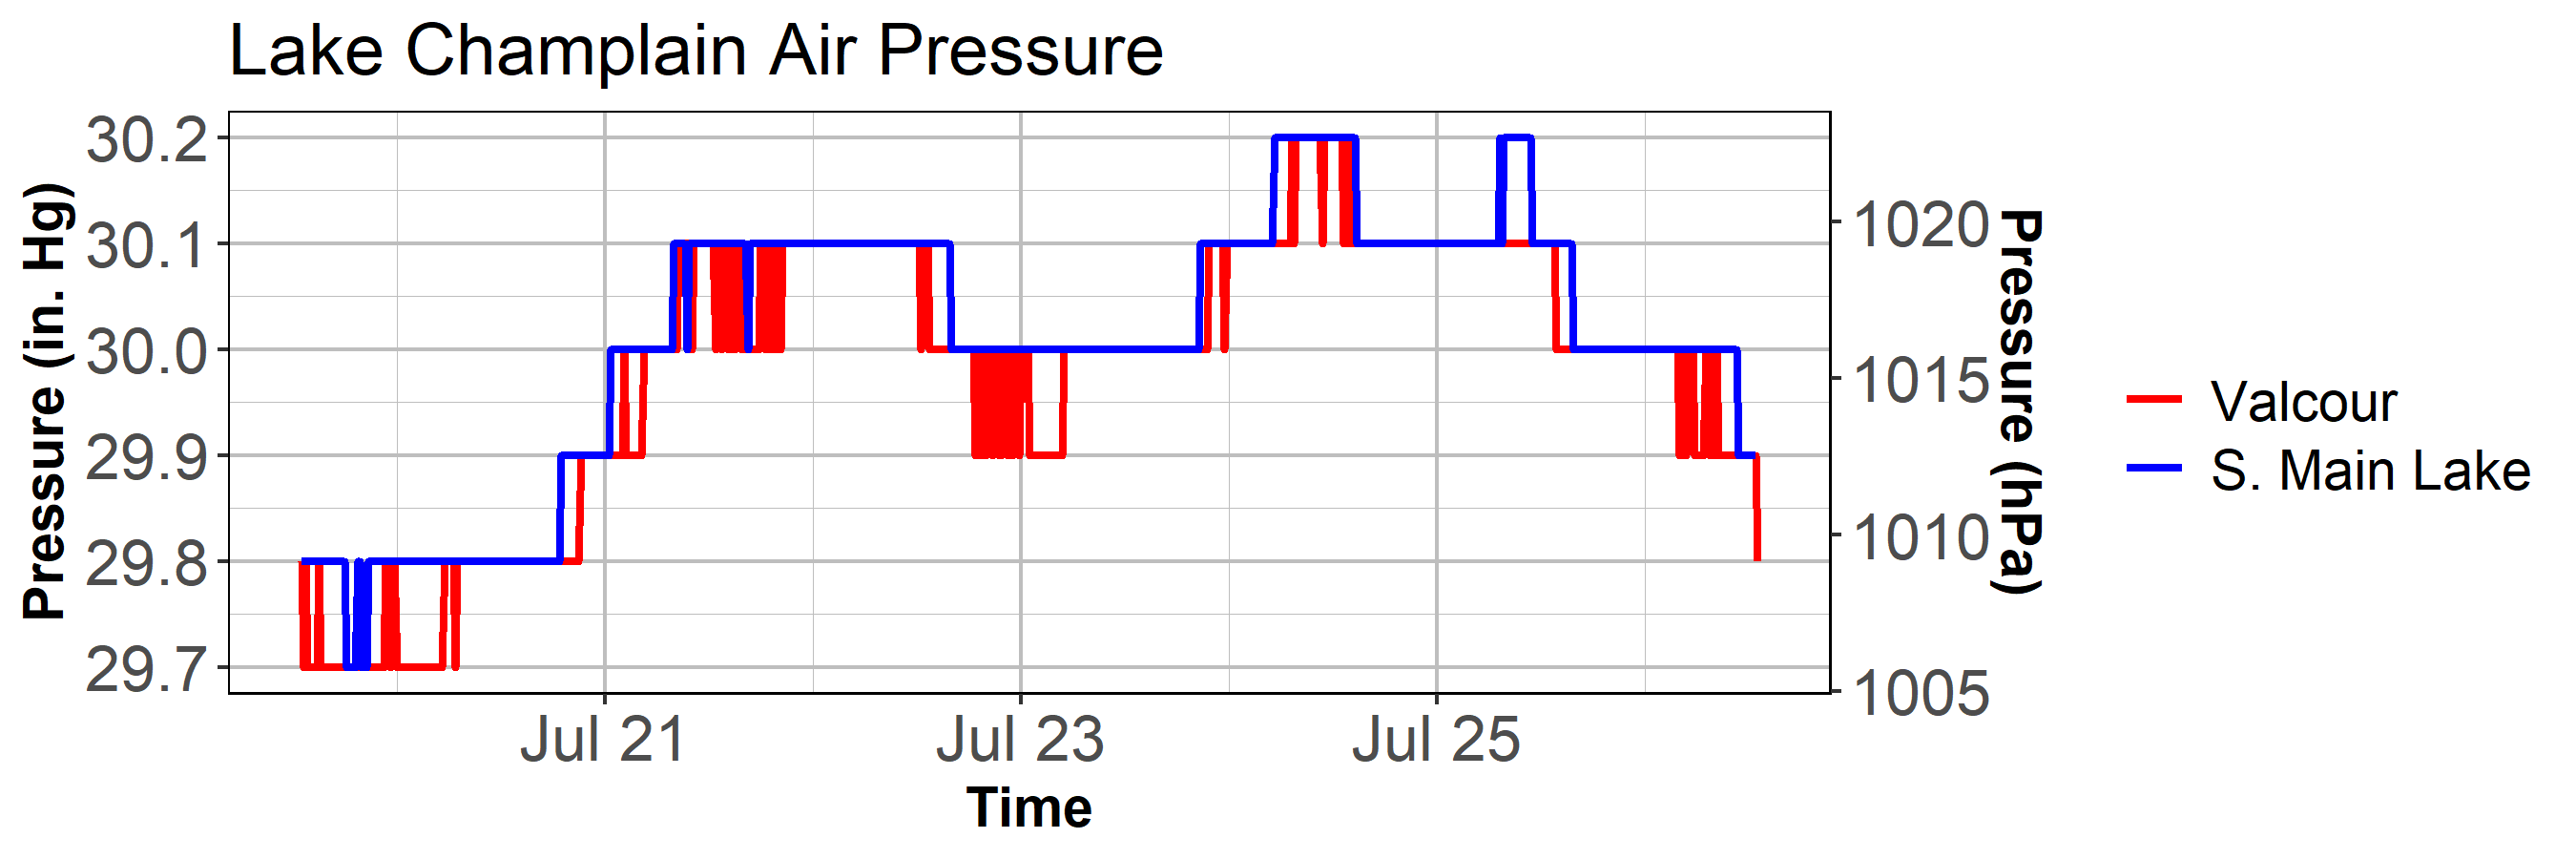 Lake Champlain Air Pressure
Pressure (in. Hg)
30.2
30.1
30.0
29.9
29.8
29.7
1020
1015
1010
1005
Pressure (hPa)
Valcour
S. Main Lake
Jul 21
Jul 23
Jul 25
Time